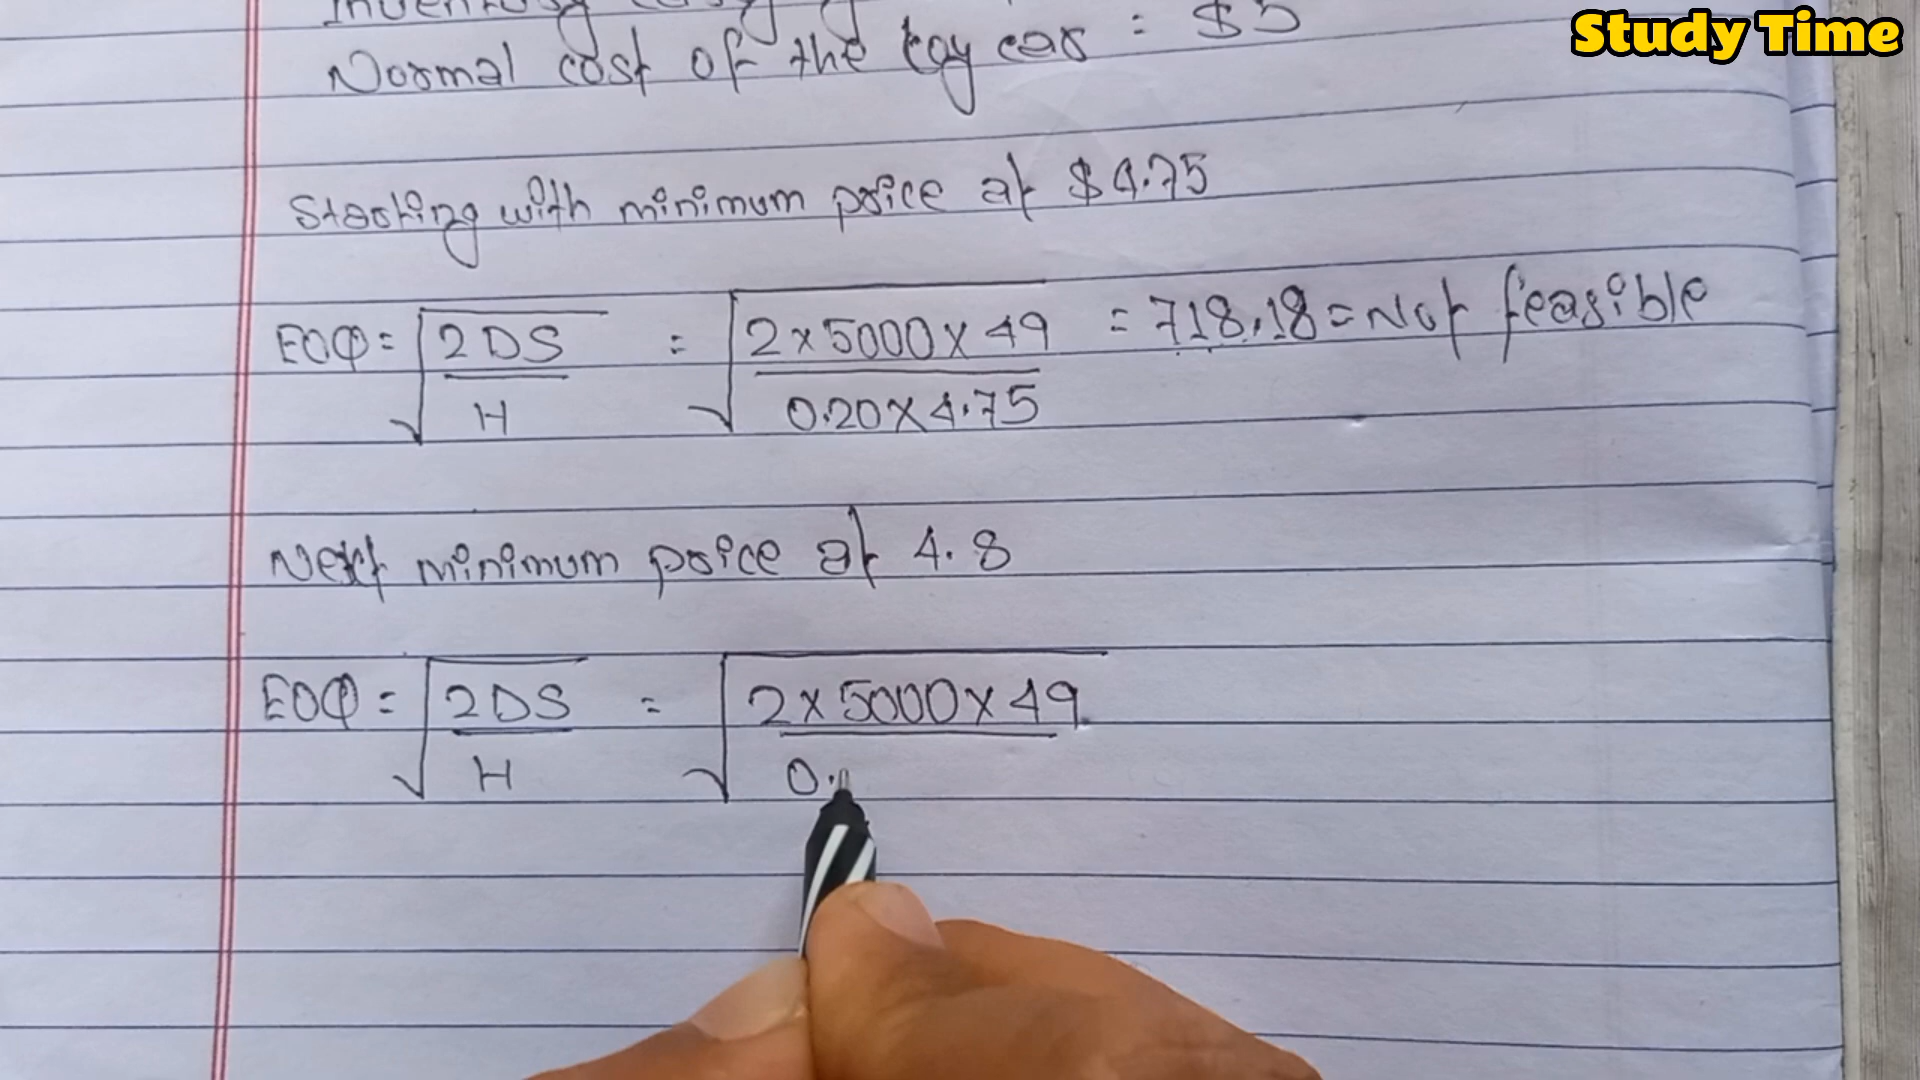 Study Time
Normal cost of the toy car : $5
Starting with minimum price at $4.75
EOQ = √2DS/H = √2×5000×49/0.20×4.75 = 718.18 = Not feasible
Next minimum price at 4.8
EOQ = √2DS/H = √2×5000×49/0.